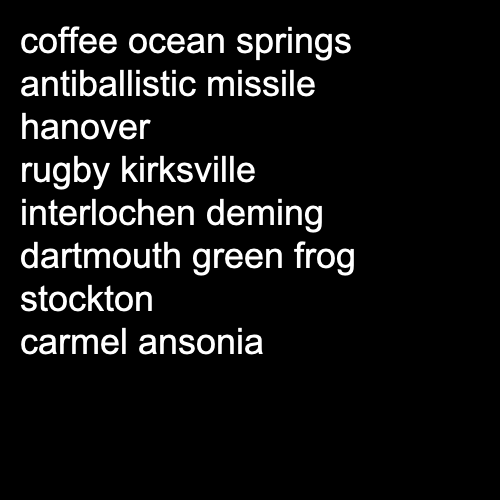 coffee ocean springs
antiballistic missile
hanover
rugby kirksville
interlochen deming
dartmouth green frog
stockton
carmel ansonia